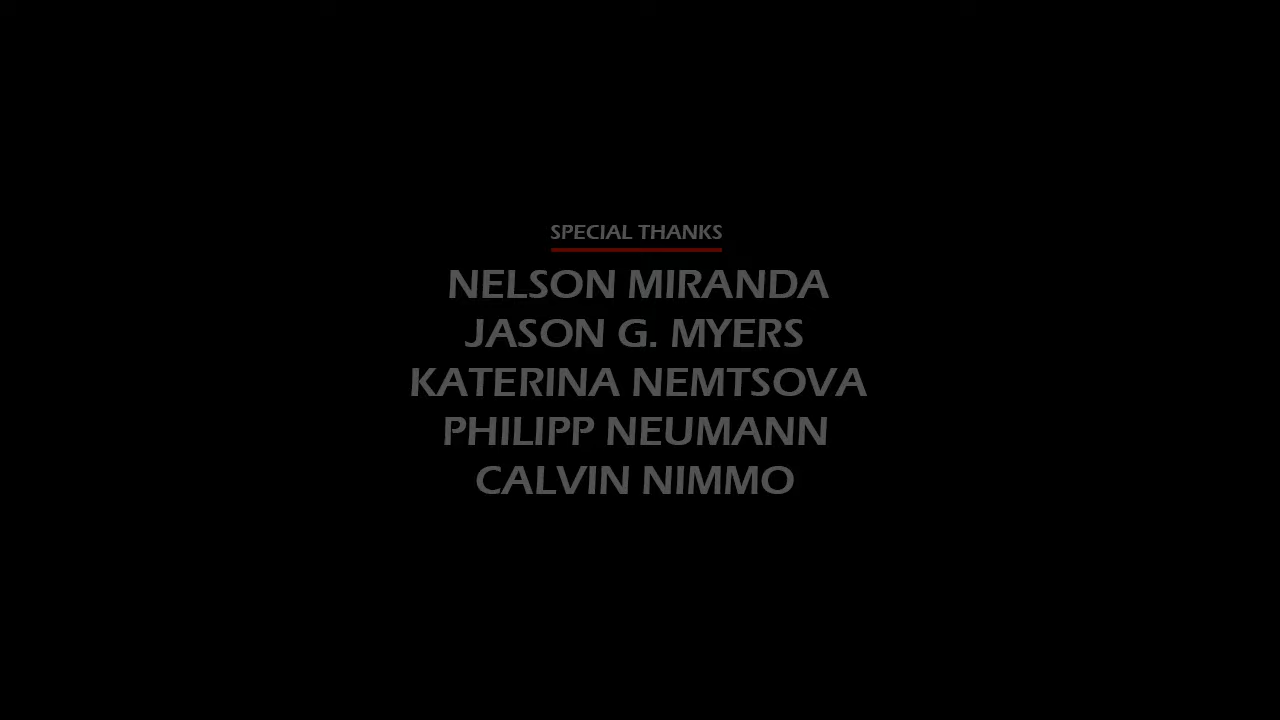 SPECIAL THANKS
NELSON MIRANDA
JASON G. MYERS
KATERINA NEMTSOVA
PHILIPP NEUMANN
CALVIN NIMMO